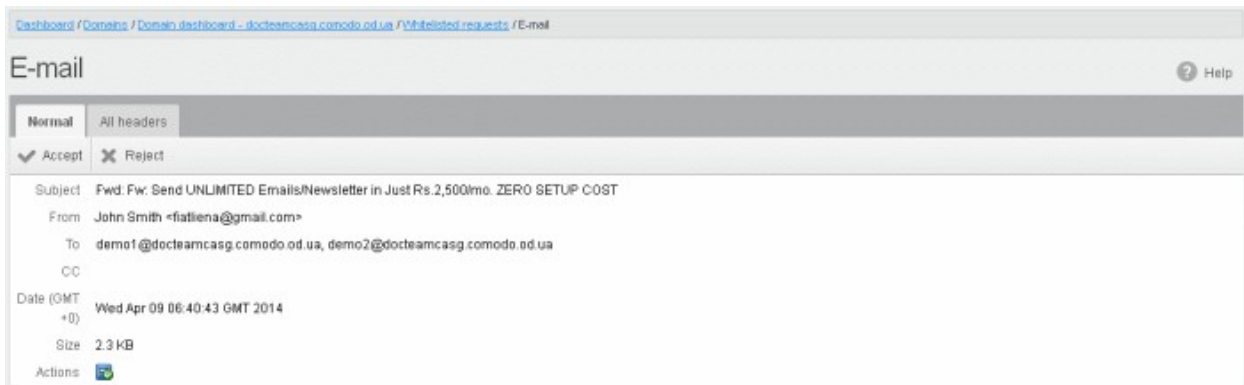 Dashboard / Domains / Domain dashboard - docteamcasg.comodo.od.ua / Whitelisted requests / E-mail
E-mail
Help
Normal All headers
Accept Reject
Subject Fwd: Fw: Send UNLIMITED Emails/Newsletter in Just Rs.2,500/mo. ZERO SETUP COST
From John Smith <fiatliena@gmail.com>
To demo1@docteamcasg.comodo.od.ua, demo2@docteamcasg.comodo.od.ua
CC
Date (GMT
+0) Wed Apr 09 06:40:43 GMT 2014
Size 2.3 KB
Actions